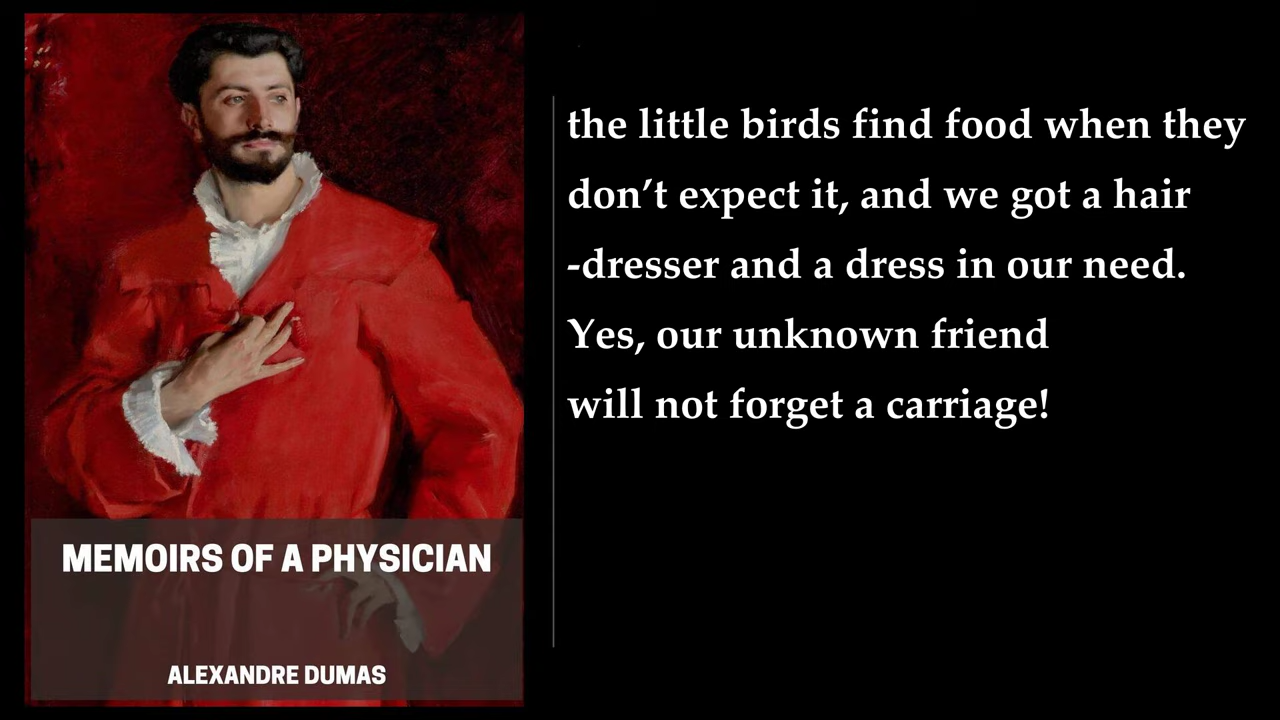 the little birds find food when they
don’t expect it, and we got a hair
-dresser and a dress in our need.
Yes, our unknown friend
will not forget a carriage!
MEMOIRS OF A PHYSICIAN
ALEXANDRE DUMAS